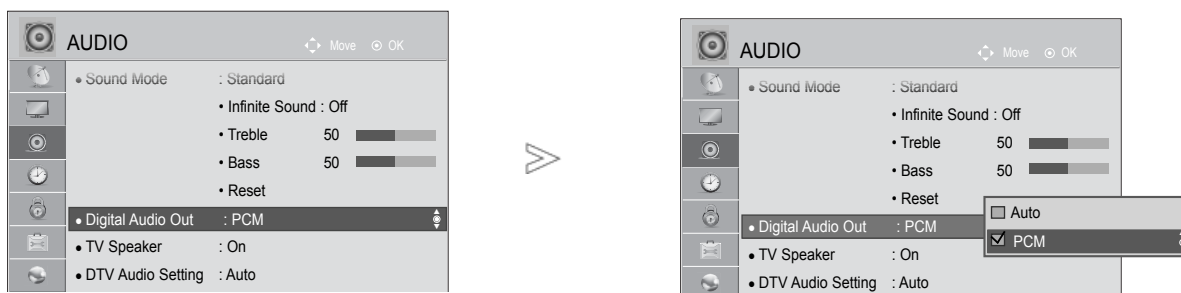 AUDIO
Move OK
• Sound Mode : Standard
• Infinite Sound : Off
• Treble 50
• Bass 50
• Reset
• Digital Audio Out : PCM
• TV Speaker : On
• DTV Audio Setting : Auto
AUDIO
Move OK
• Sound Mode : Standard
• Infinite Sound : Off
• Treble 50
• Bass 50
• Reset
• Digital Audio Out : PCM
• TV Speaker : On
• DTV Audio Setting : Auto
Auto
PCM